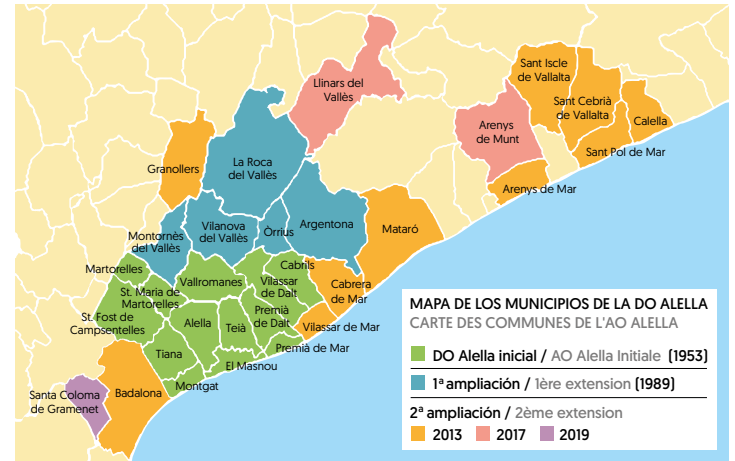 Sant Iscle
de Vallalta
Llinars del
Vallès
Sant Cebrià
de Vallalta
Calella
Arenys
de Munt
Sant Pol de Mar
Granollers
La Roca
del Vallès
Arenys de Mar
Montornès
del Vallès
Vilanova
del Vallès
Òrrius
Argentona
Mataró
Martorelles
Cabrils
St. Maria de
Martorelles
Vallromanes
Vilassar
de Dalt
Cabrera
de Mar
St. Fost de
Campsentelles
Alella
Teià
Premià
de Dalt
Vilassar de Mar
Tiana
Premià de Mar
El Masnou
Montgat
Santa Coloma
de Gramenet
Badalona
MAPA DE LOS MUNICIPIOS DE LA DO ALELLA
CARTE DES COMMUNES DE L'AO ALELLA
DO Alella inicial / AO Alella Initiale (1953)
1ª ampliación / 1ère extension (1989)
2ª ampliación / 2ème extension
2013 2017 2019